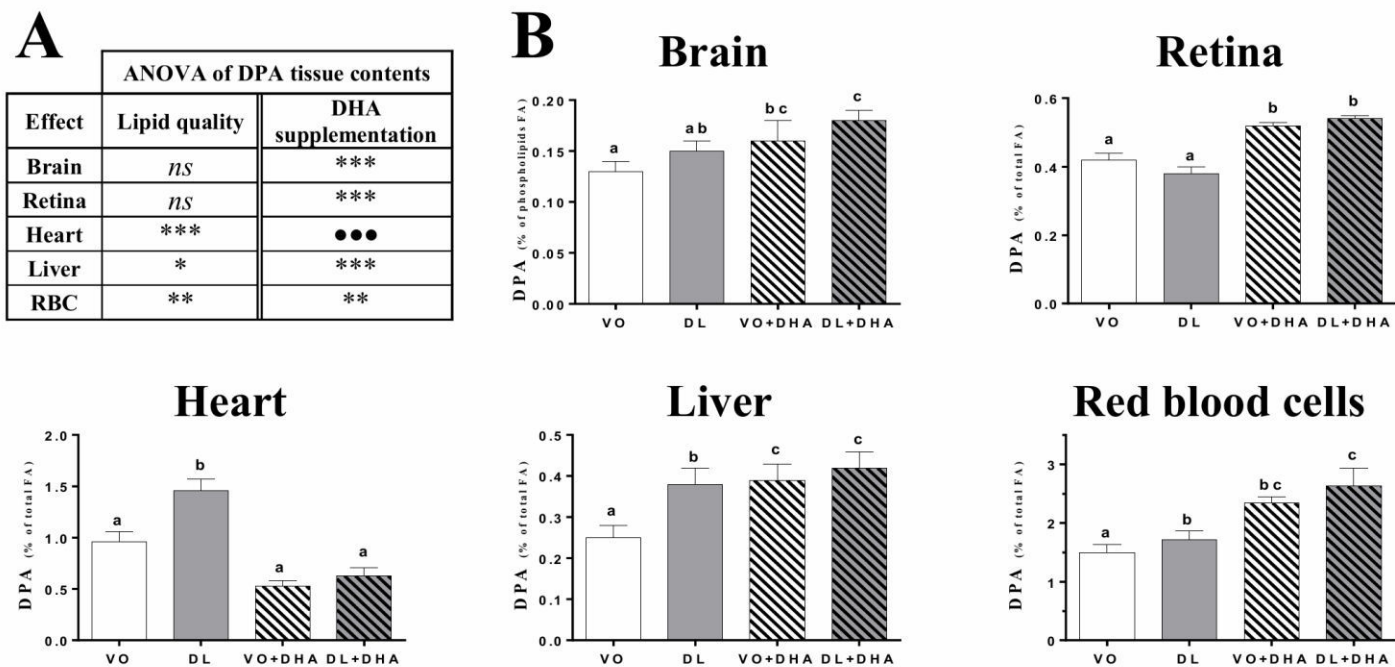 A
ANOVA of DPA tissue contents
Effect Lipid quality DHA supplementation
Brain ns ***
Retina ns ***
Heart *** ●●●
Liver * ***
RBC ** **
B
Brain
DPA (% of phospholipids FA)
0.20
0.15
0.10
0.05
0.00
a
a b
b c
c
VO DL VO+DHA DL+DHA
Retina
DPA (% of total FA)
0.6
0.4
0.2
0.0
a
a
b
b
VO DL VO+DHA DL+DHA
Heart
DPA (% of total FA)
2.0
1.5
1.0
0.5
0.0
a
b
a
a
VO DL VO+DHA DL+DHA
Liver
DPA (% of total FA)
0.5
0.4
0.3
0.2
0.1
0.0
a
b
c
c
VO DL VO+DHA DL+DHA
Red blood cells
DPA (% of total FA)
3
2
1
0
a
b
b c
c
VO DL VO+DHA DL+DHA